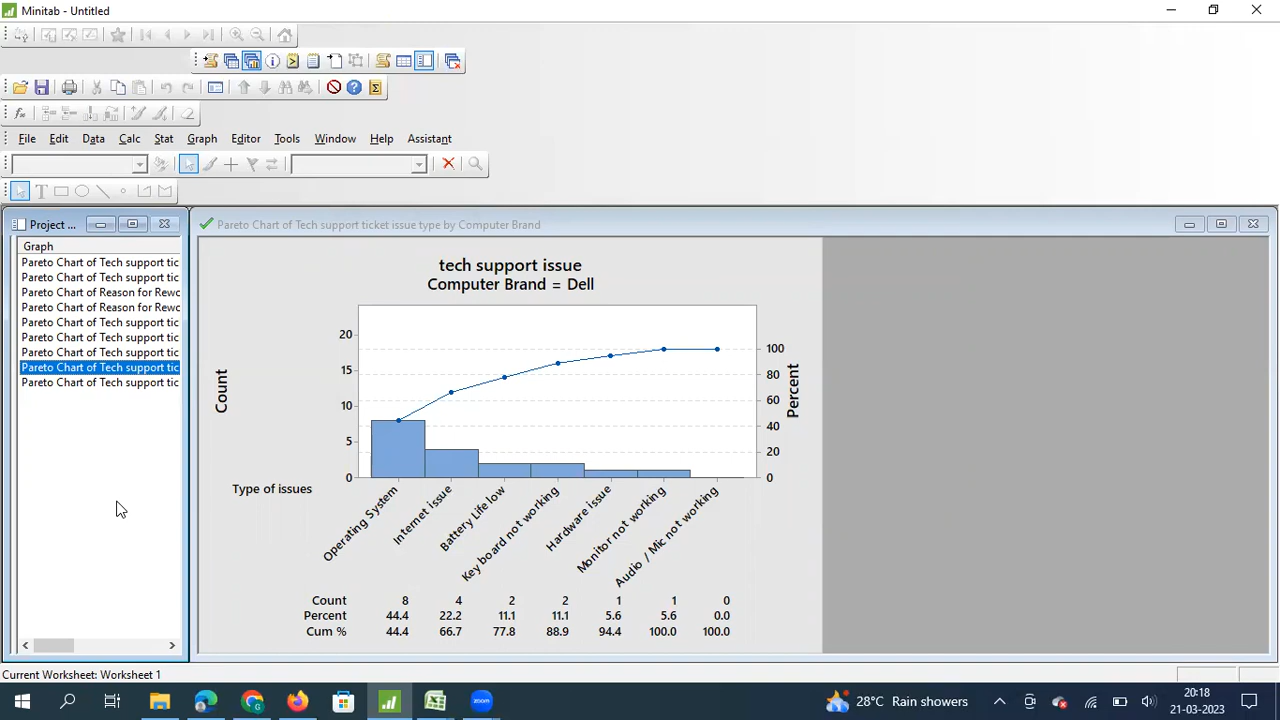 Minitab - Untitled
File Edit Data Calc Stat Graph Editor Tools Window Help Assistant
Project ...
Pareto Chart of Tech support ticket issue type by Computer Brand
Graph
Pareto Chart of Tech support tic
Pareto Chart of Tech support tic
Pareto Chart of Reason for Rewo
Pareto Chart of Reason for Rewo
Pareto Chart of Tech support tic
Pareto Chart of Tech support tic
Pareto Chart of Tech support tic
Pareto Chart of Tech support tic
Pareto Chart of Tech support tic
tech support issue
Computer Brand = Dell
Count
20
15
10
5
0
100
80
60
40
20
0
Percent
Type of issues
Operating System
Internet issue
Battery Life low
Key board not working
Hardware issue
Monitor not working
Audio / Mic not working
Count 8 4 2 2 1 1 0
Percent 44.4 22.2 11.1 11.1 5.6 5.6 0.0
Cum % 44.4 66.7 77.8 88.9 94.4 100.0 100.0
Current Worksheet: Worksheet 1
zoom
28°C Rain showers
20:18
21-03-2023